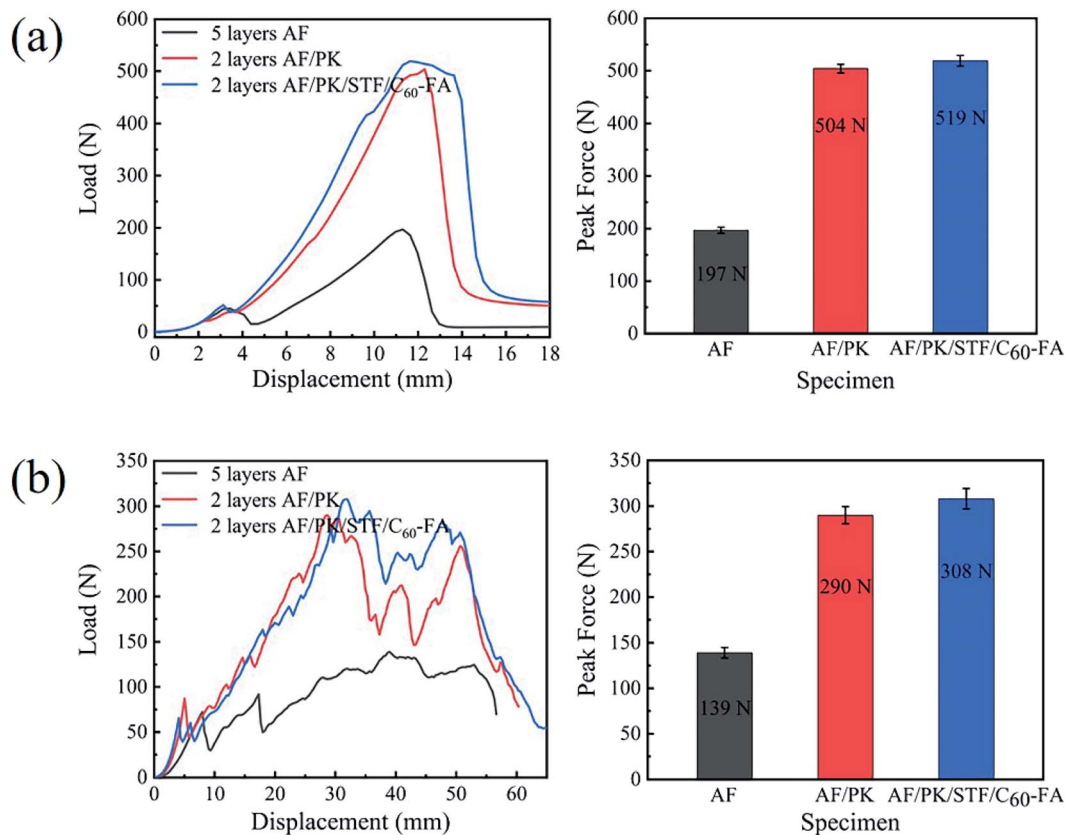 (a)
600
500
400
300
200
100
0
Load (N)
5 layers AF
2 layers AF/PK
2 layers AF/PK/STF/C60-FA
0 2 4 6 8 10 12 14 16 18
Displacement (mm)
600
500
400
300
200
100
0
Peak Force (N)
197 N
504 N
519 N
AF AF/PK AF/PK/STF/C60-FA
Specimen
(b)
350
300
250
200
150
100
50
0
Load (N)
5 layers AF
2 layers AF/PK
2 layers AF/PK/STF/C60-FA
0 10 20 30 40 50 60
Displacement (mm)
350
300
250
200
150
100
50
0
Peak Force (N)
139 N
290 N
308 N
AF AF/PK AF/PK/STF/C60-FA
Specimen